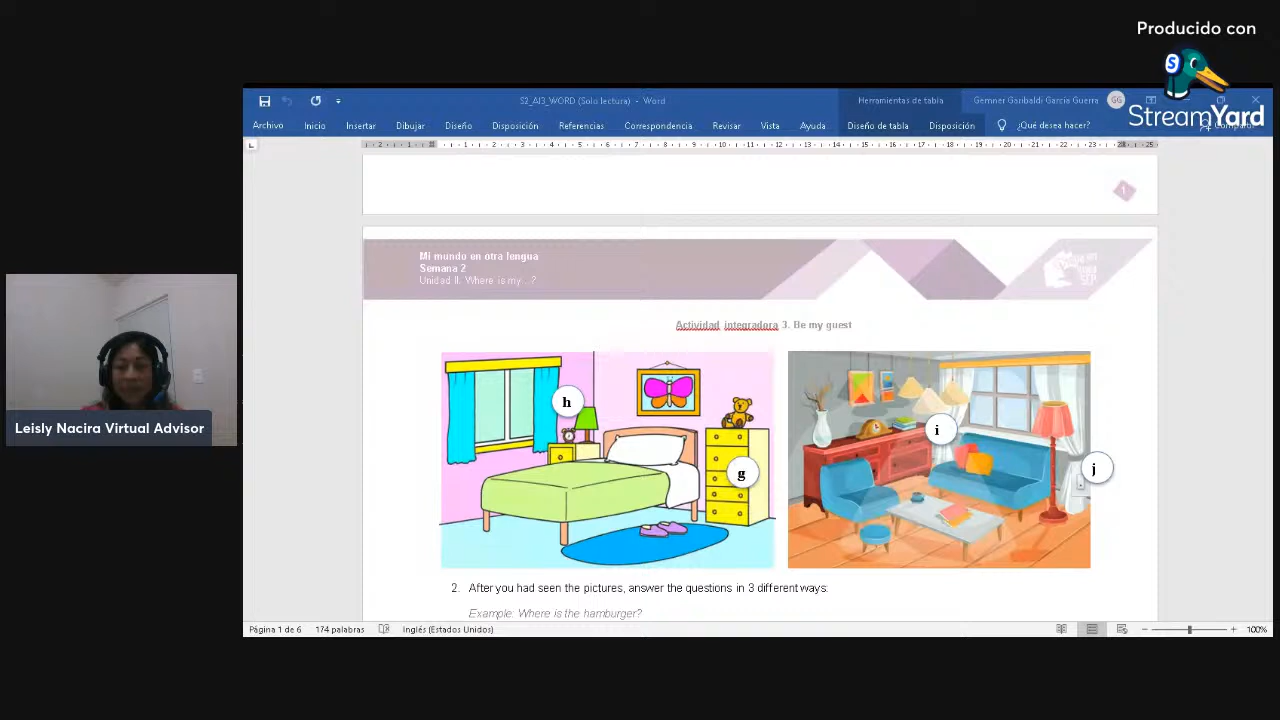 Producido con
StreamYard
S2_AI3_WORD (Solo lectura) - Word
Herramientas de tabla
Gemner Garibaldi García Guerra
GG
Archivo
Inicio
Insertar
Dibujar
Diseño
Disposición
Referencias
Correspondencia
Revisar
Vista
Ayuda
Diseño de tabla
Disposición
¿Qué desea hacer?
1
Mi mundo en otra lengua
Semana 2
Unidad II. Where is my ...?
SEP
Actividad integradora 3. Be my guest
h
g
i
j
2. After you had seen the pictures, answer the questions in 3 different ways:
Example: Where is the hamburger?
Leisly Nacira Virtual Advisor
Página 1 de 6
174 palabras
Inglés (Estados Unidos)
100%